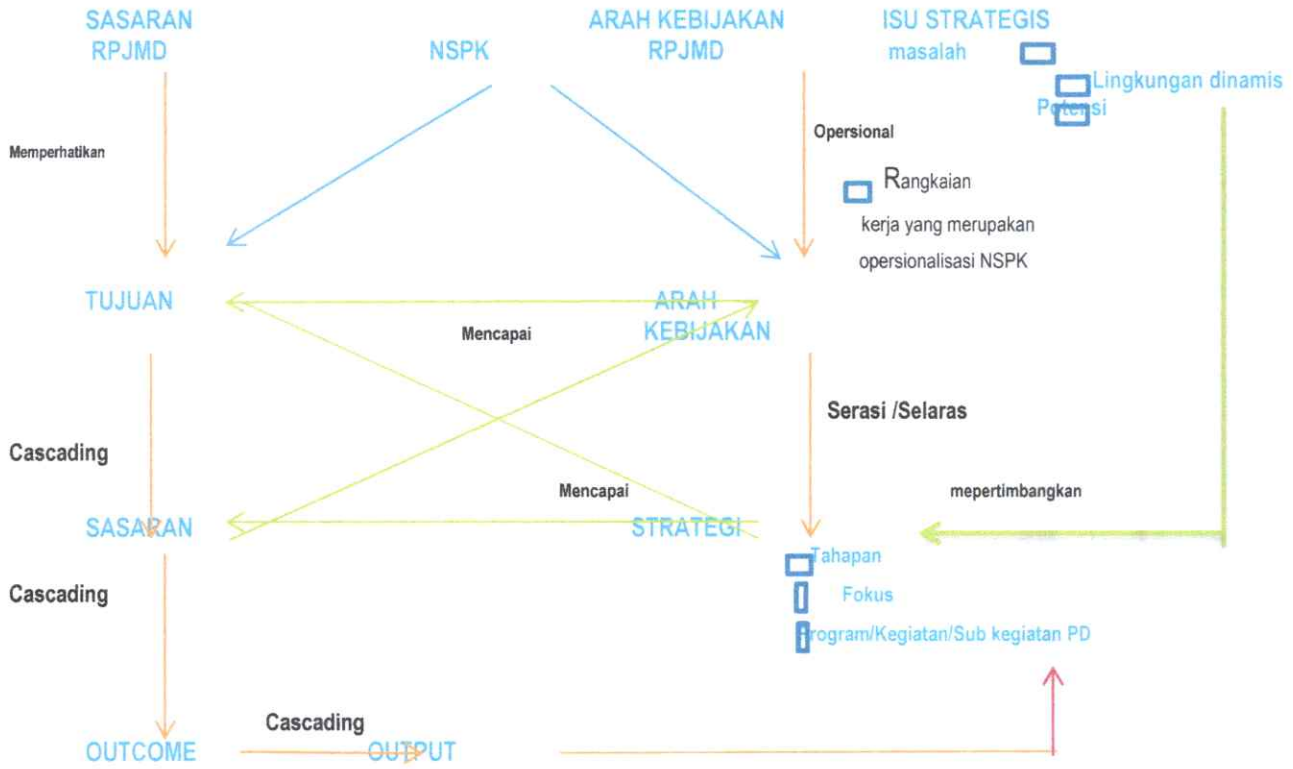 SASARAN
RPJMD
NSPK
ARAH KEBIJAKAN
RPJMD
ISU STRATEGIS
masalah
Lingkungan dinamis
Potensi
Memperhatikan
Opersional
Rangkaian
kerja yang merupakan
opersionalisasi NSPK
TUJUAN
ARAH
KEBIJAKAN
Mencapai
Serasi /Selaras
Cascading
Mencapai
mepertimbangkan
SASARAN
STRATEGI
Tahapan
Cascading
Fokus
Program/Kegiatan/Sub kegiatan PD
Cascading
OUTCOME
OUTPUT